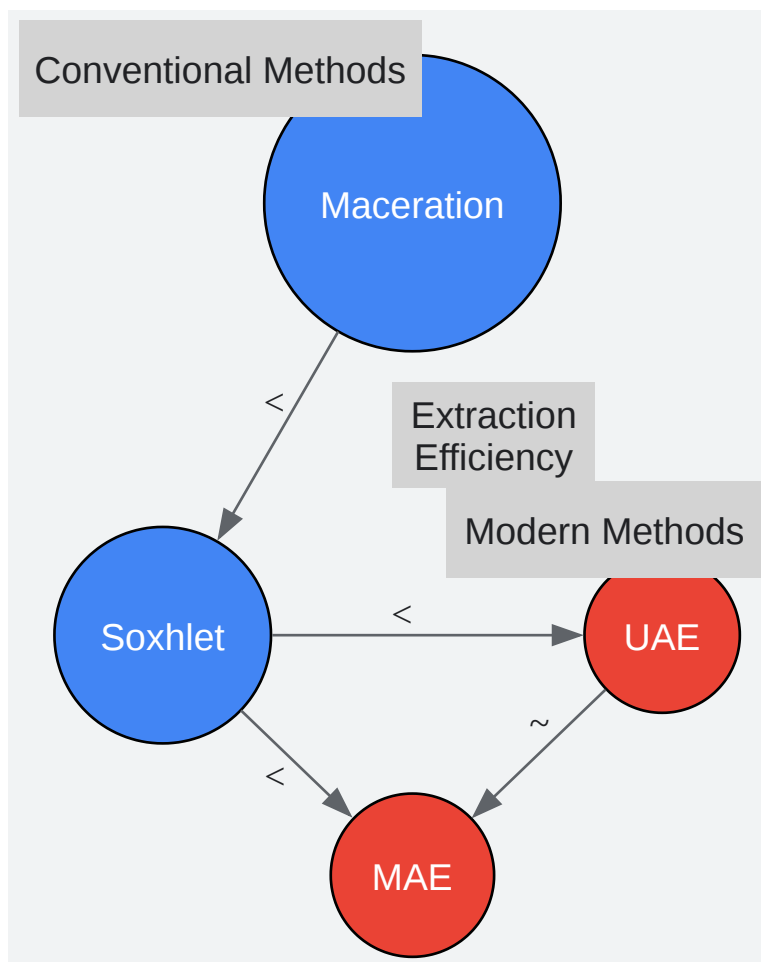 Conventional Methods
Maceration
<
Extraction
Efficiency
Modern Methods
Soxhlet
<
UAE
~
<
MAE